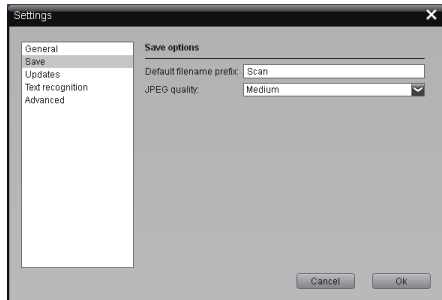 Settings
General
Save
Updates
Text recognition
Advanced
Save options
Default filename prefix: Scan
JPEG quality: Medium
Cancel
Ok